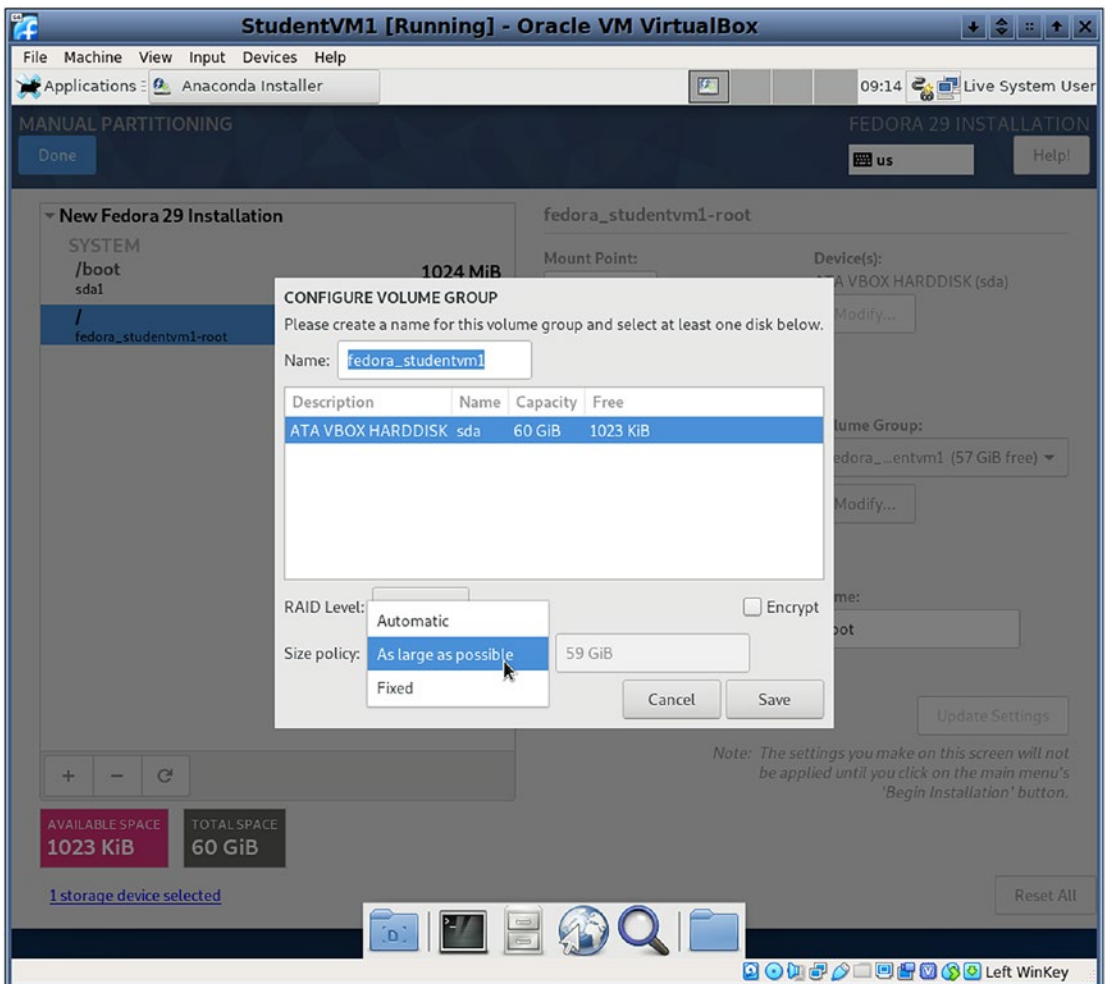 StudentVM1 [Running] - Oracle VM VirtualBox
File Machine View Input Devices Help
Applications Anaconda Installer 09:14 Live System User
MANUAL PARTITIONING FEDORA 29 INSTALLATION
Done us Help!
New Fedora 29 Installation fedora_studentvm1-root
SYSTEM
/boot 1024 MiB Mount Point: Device(s):
sda1 ATA VBOX HARDDISK (sda)
/ Modify...
fedora_studentvm1-root
CONFIGURE VOLUME GROUP
Please create a name for this volume group and select at least one disk below.
Name: fedora_studentvm1
Description Name Capacity Free
ATA VBOX HARDDISK sda 60 GiB 1023 KiB
lume Group:
edora_...entvm1 (57 GiB free)
Modify...
RAID Level: Encrypt
Automatic
Size policy: As large as possible 59 GiB
Fixed
Cancel Save
me:
oot
Update Settings
Note: The settings you make on this screen will not
be applied until you click on the main menu's
'Begin Installation' button.
+ −
AVAILABLE SPACE TOTAL SPACE
1023 KiB 60 GiB
1 storage device selected Reset All
Left WinKey